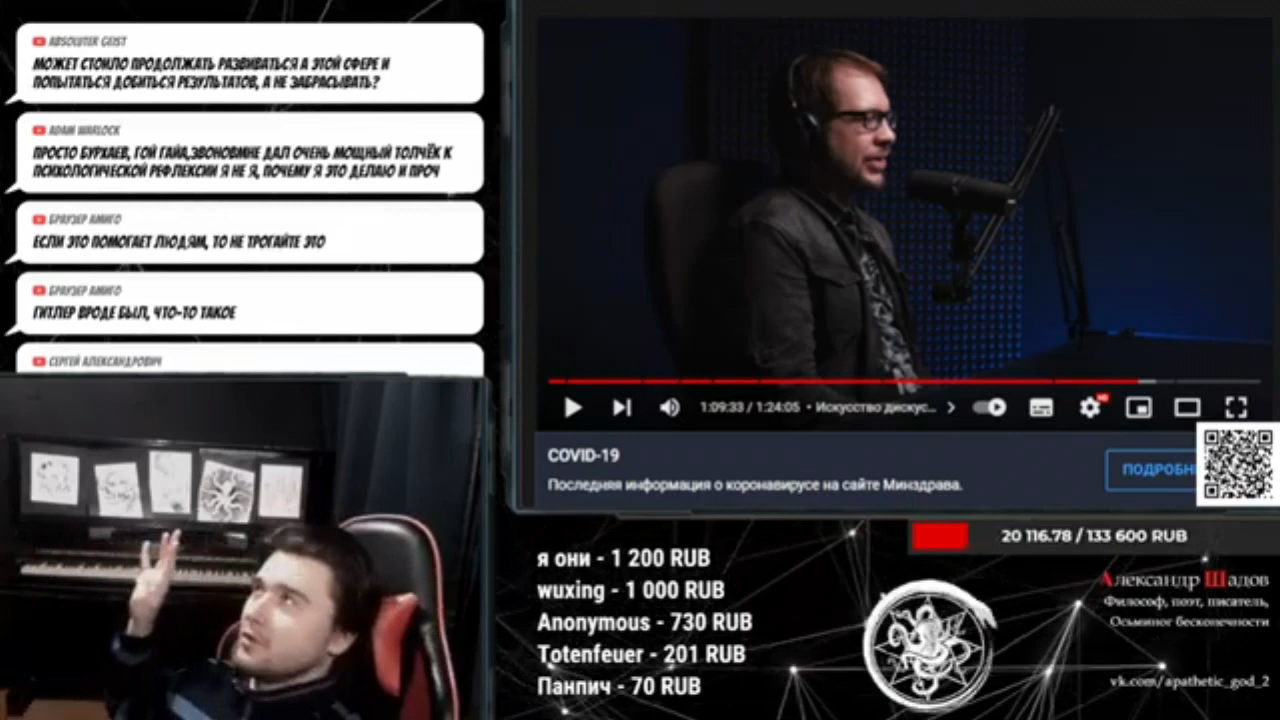 ABSOLUTER GEIST
МОЖЕТ СТОИЛО ПРОДОЛЖАТЬ РАЗВИВАТЬСЯ А ЭТОЙ СФЕРЕ И
ПОПЫТАТЬСЯ ДОБИТЬСЯ РЕЗУЛЬТАТОВ, А НЕ ЗАБРАСЫВАТЬ?
ADAM WARLOCK
ПРОСТО БУРХАЕВ, ГОЙ ГАЙА,ЗВОНОВМНЕ ДАЛ ОЧЕНЬ МОЩНЫЙ ТОЛЧЁК К
ПСИХОЛОГИЧЕСКОЙ РЕФЛЕКСИИ Я НЕ Я, ПОЧЕМУ Я ЭТО ДЕЛАЮ И ПРОЧ
БРАУЗЕР АМИГО
ЕСЛИ ЭТО ПОМОГАЕТ ЛЮДЯМ, ТО НЕ ТРОГАЙТЕ ЭТО
БРАУЗЕР АМИГО
ГИТЛЕР ВРОДЕ БЫЛ, ЧТО-ТО ТАКОЕ
СЕРГЕЙ АЛЕКСАНДРОВИЧ
1:09:33 / 1:24:05 • Искусство дискус...
HD
COVID-19
Последняя информация о коронавирусе на сайте Минздрава.
ПОДРОБН
20 116.78 / 133 600 RUB
я они - 1 200 RUB
wuxing - 1 000 RUB
Anonymous - 730 RUB
Totenfeuer - 201 RUB
Панпич - 70 RUB
Александр Шадов
Философ, поэт, писатель,
Осьминог бесконечности
vk.com/apathetic_god_2